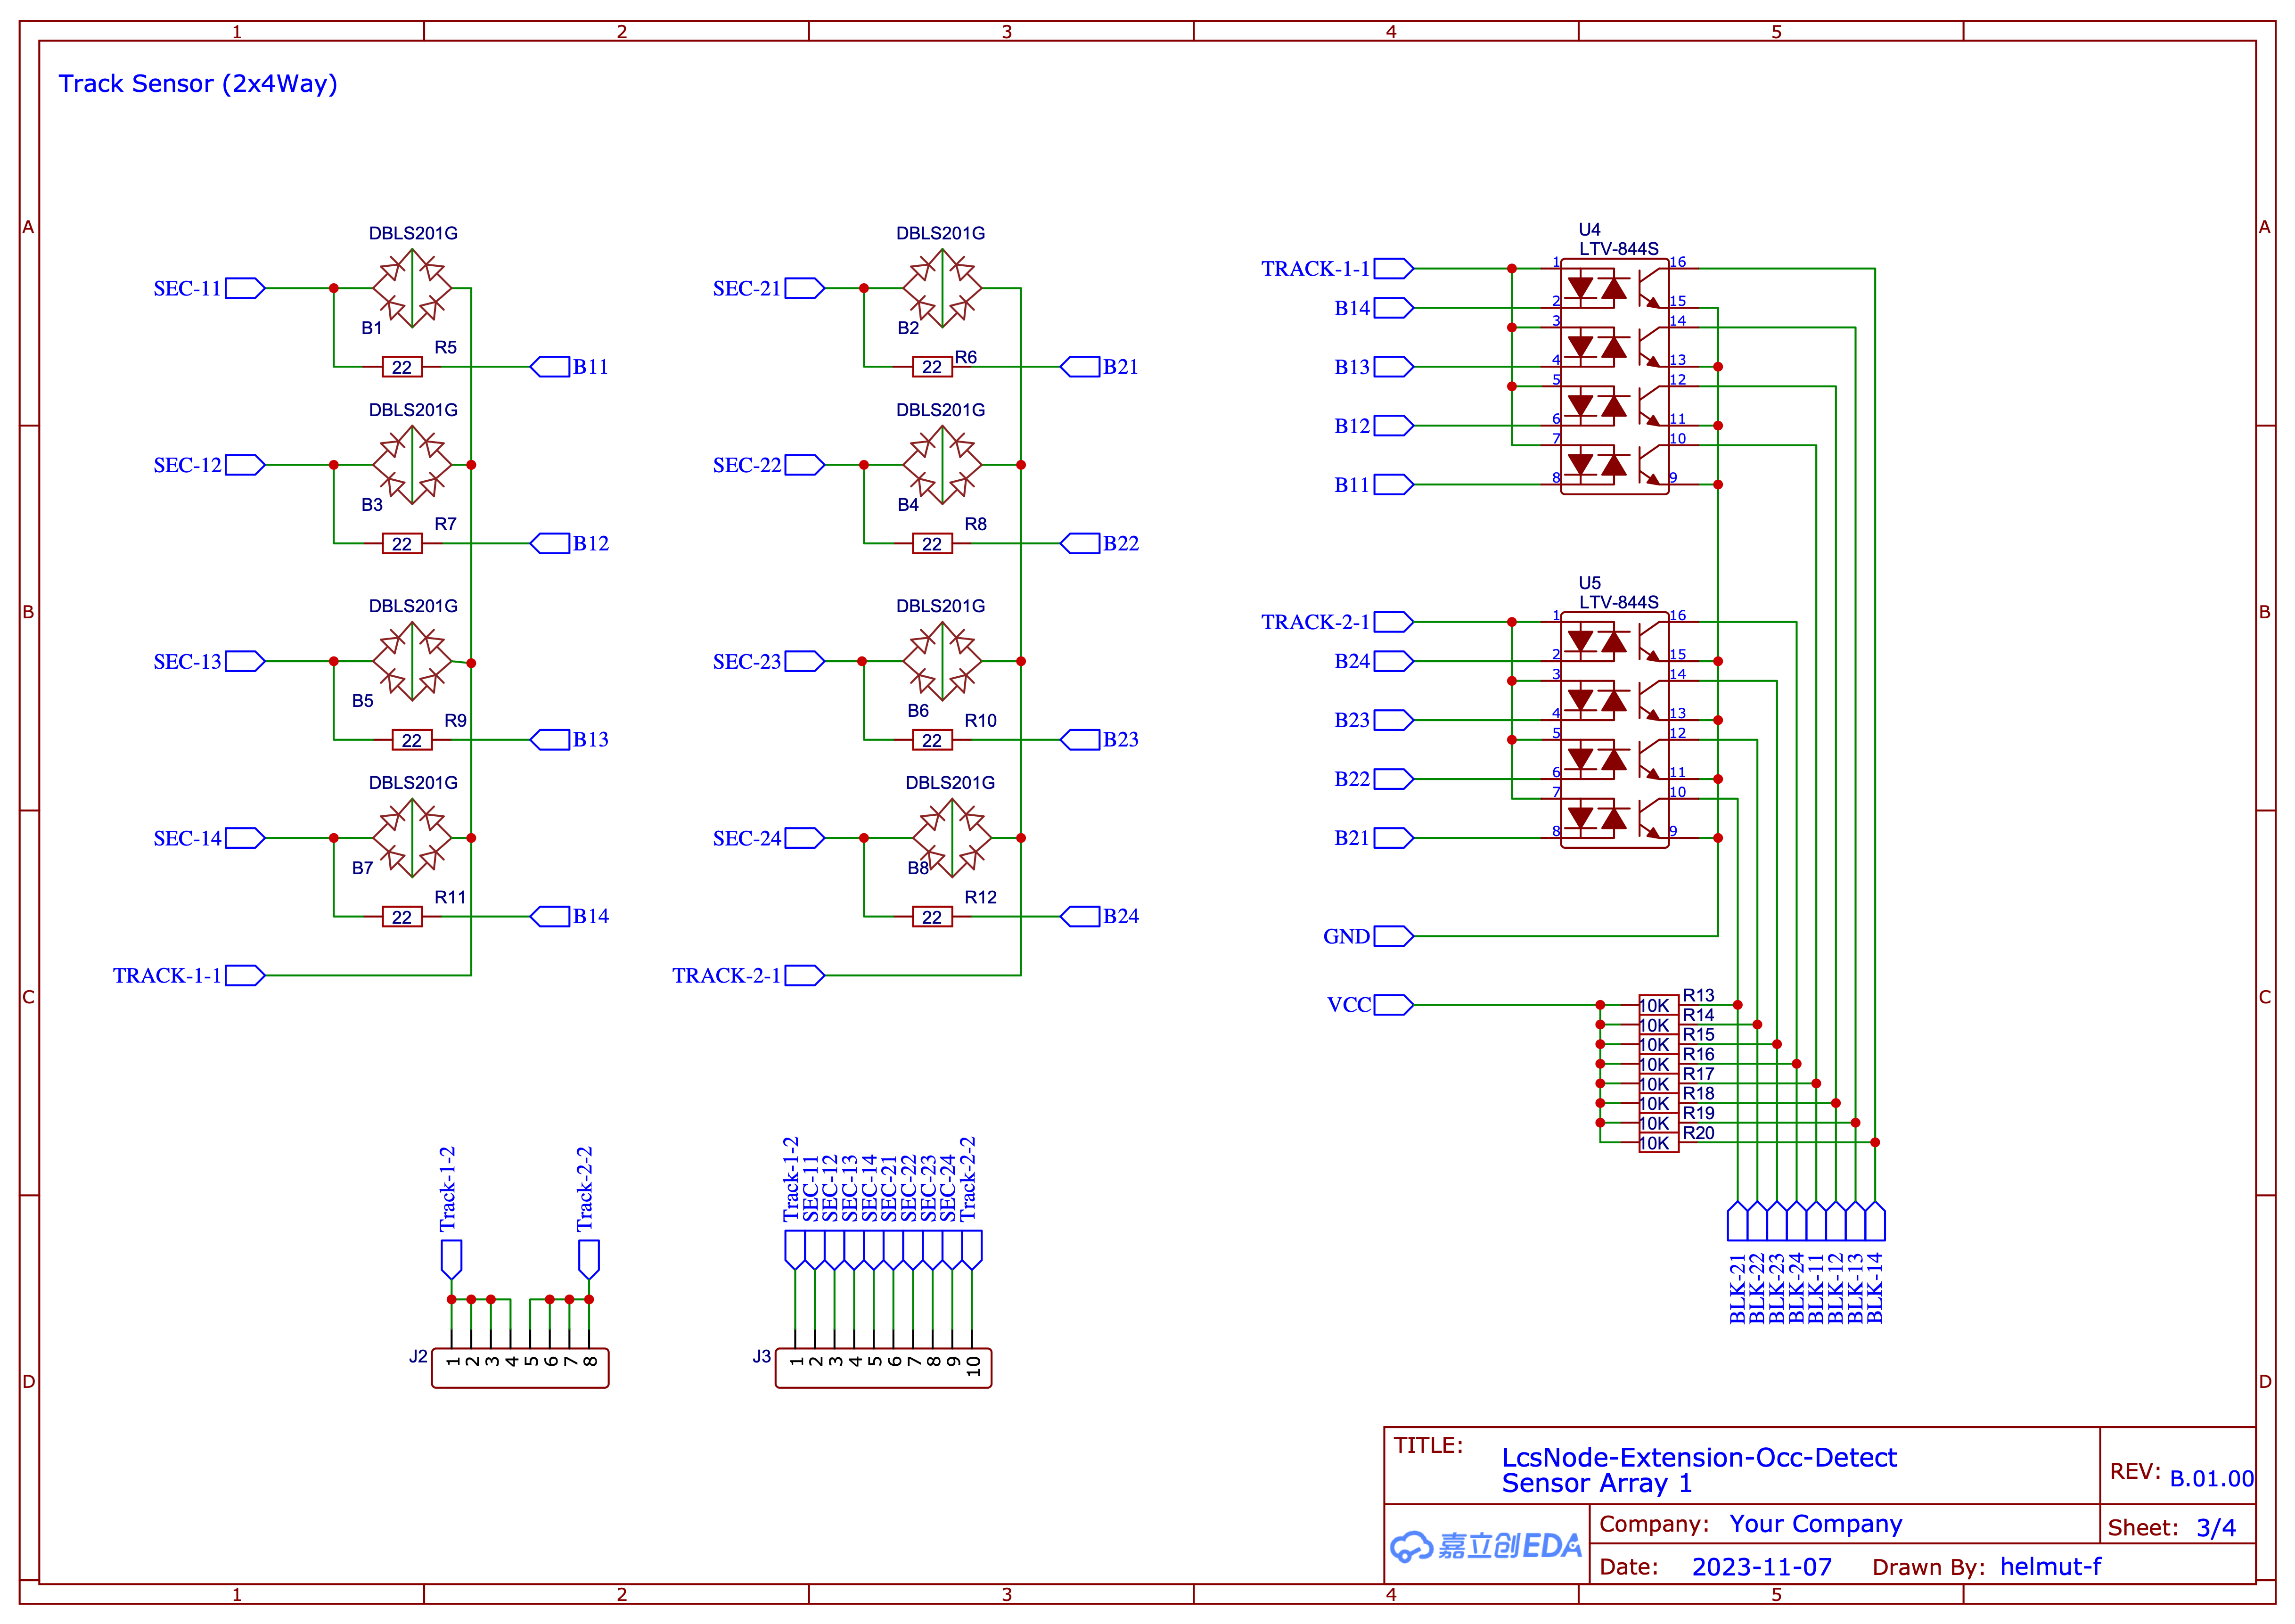 1 2 3 4 5
Track Sensor (2x4Way)
A
B
C
D
A
B
C
D
DBLS201G
SEC-11
B1
R5
22
B11
DBLS201G
SEC-12
B3
R7
22
B12
DBLS201G
SEC-13
B5
R9
22
B13
DBLS201G
SEC-14
B7
R11
22
B14
TRACK-1-1
DBLS201G
SEC-21
B2
R6
22
B21
DBLS201G
SEC-22
B4
R8
22
B22
DBLS201G
SEC-23
B6
R10
22
B23
DBLS201G
SEC-24
B8
R12
22
B24
TRACK-2-1
U4
LTV-844S
TRACK-1-1
1 16
B14
2 15
3 14
B13
4 13
5 12
B12
6 11
7 10
B11
8 9
U5
LTV-844S
TRACK-2-1
1 16
B24
2 15
3 14
B23
4 13
5 12
B22
6 11
7 10
B21
8 9
GND
VCC
10K R13
10K R14
10K R15
10K R16
10K R17
10K R18
10K R19
10K R20
BLK-21
BLK-22
BLK-23
BLK-24
BLK-11
BLK-12
BLK-13
BLK-14
Track-1-2
Track-2-2
J2
1 2 3 4 5 6 7 8
Track-1-2
SEC-11
SEC-12
SEC-13
SEC-14
SEC-21
SEC-22
SEC-23
SEC-24
Track-2-2
J3
1 2 3 4 5 6 7 8 9 10
TITLE:
LcsNode-Extension-Occ-Detect
Sensor Array 1
REV: B.01.00
嘉立创EDA
Company: Your Company
Sheet: 3/4
Date: 2023-11-07 Drawn By: helmut-f
1 2 3 4 5